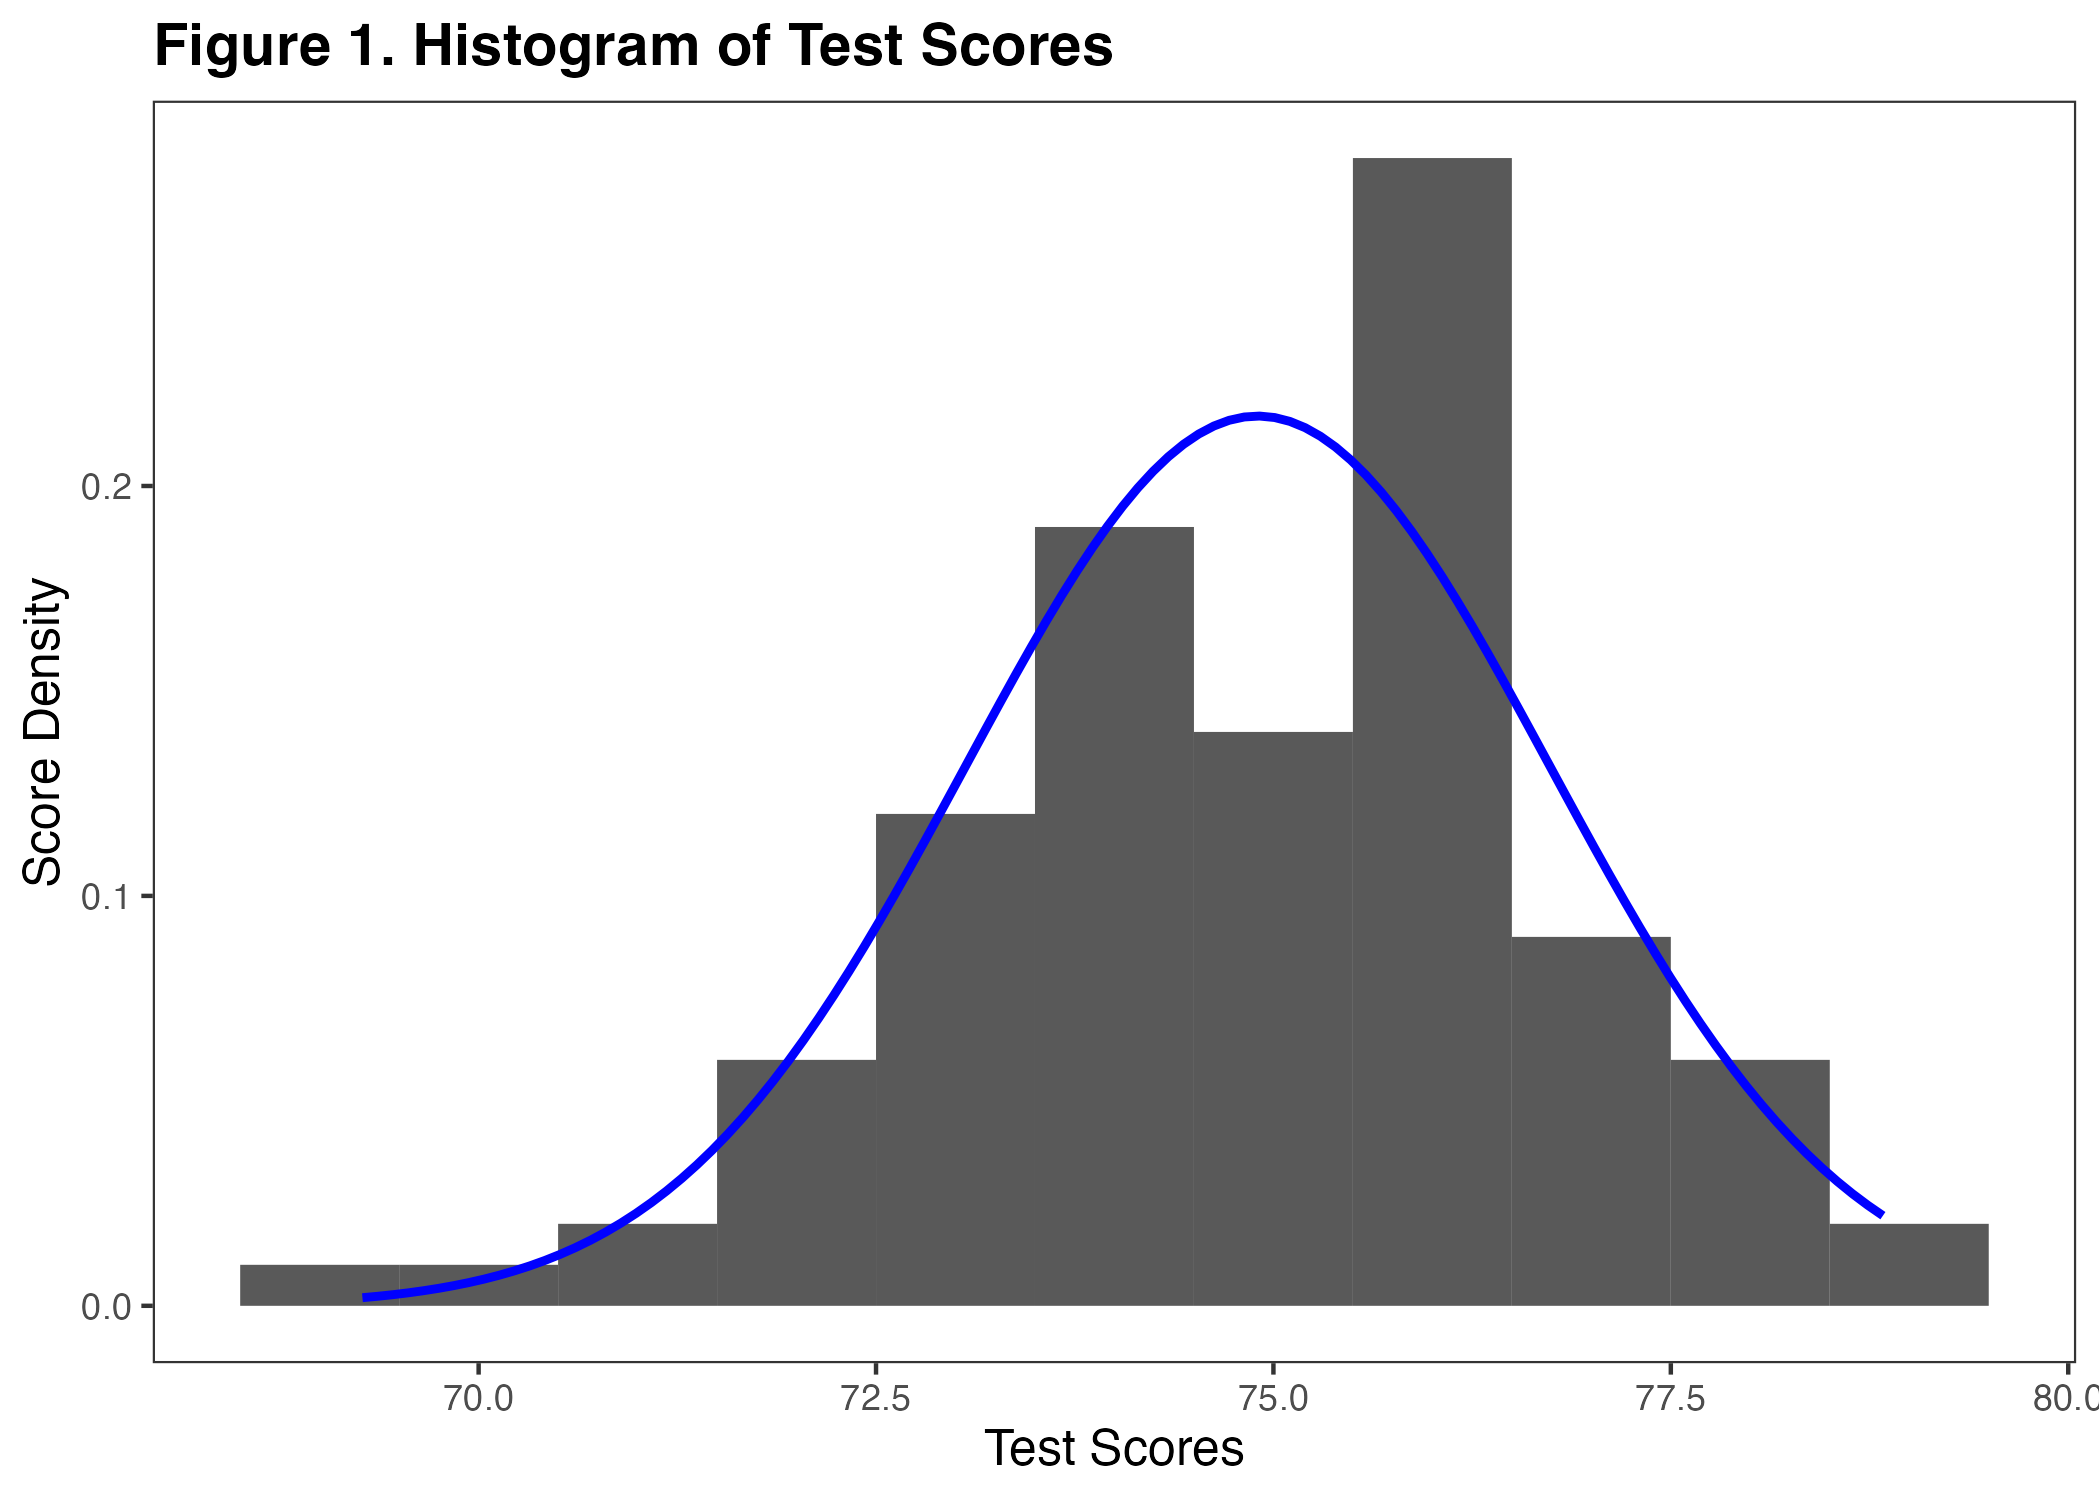 Figure 1. Histogram of Test Scores
Score Density
0.2
0.1
0.0
70.0 72.5 75.0 77.5 80.0
Test Scores